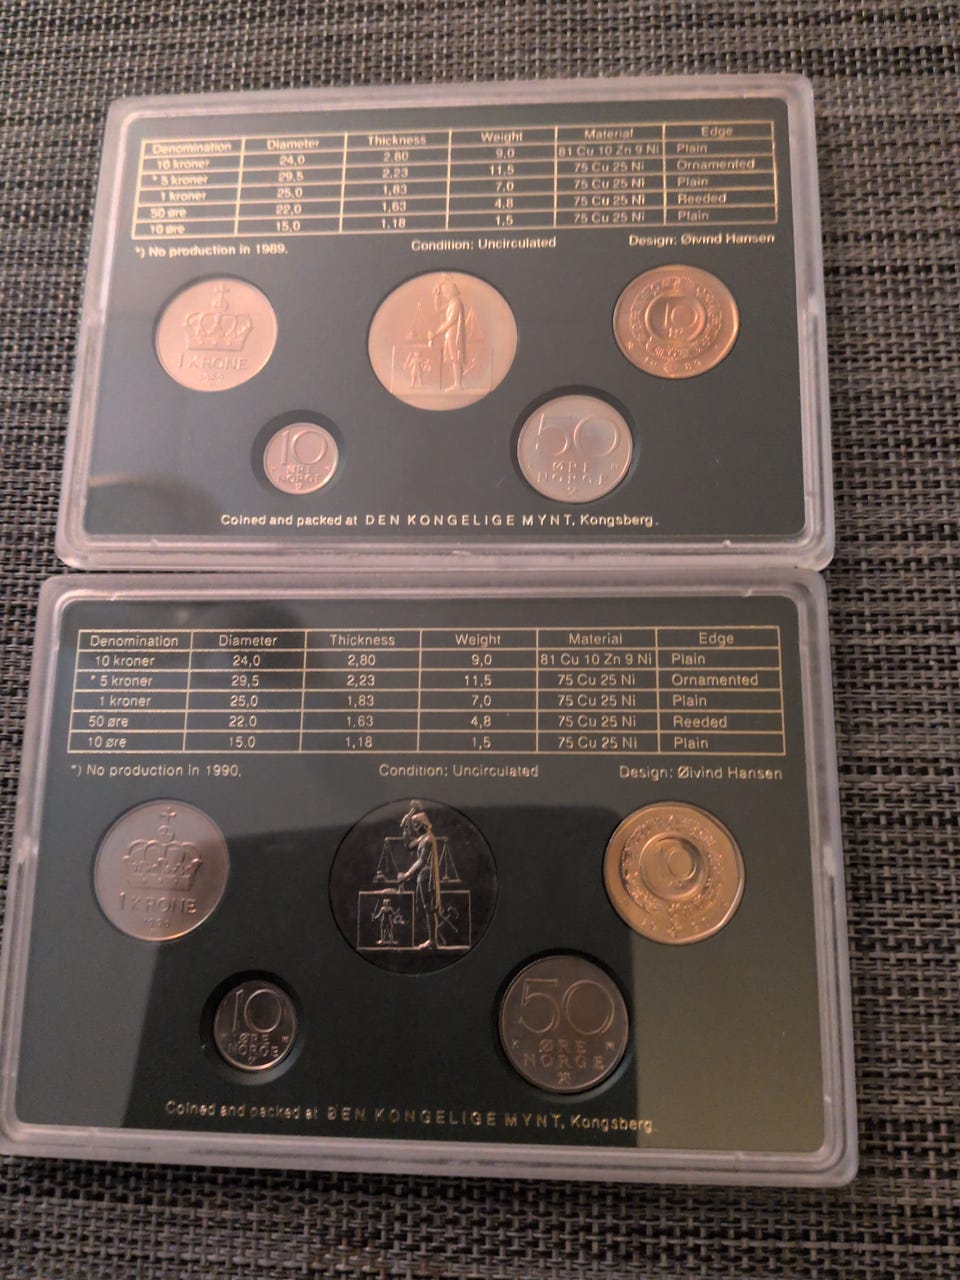 Denomination Diameter Thickness Weight Material Edge
10 kroner 24,0 2,80 9,0 81 Cu 10 Zn 9 Ni Plain
* 5 kroner 29,5 2,23 11,5 75 Cu 25 Ni Ornamented
1 kroner 25,0 1,83 7,0 75 Cu 25 Ni Plain
50 øre 22,0 1,63 4,8 75 Cu 25 Ni Reeded
10 øre 15,0 1,18 1,5 75 Cu 25 Ni Plain
*) No production in 1989. Condition: Uncirculated Design: Øivind Hansen
1 KRONE
1989
10
KR
10
ØRE
NORGE
50
ØRE
NORGE
Coined and packed at DEN KONGELIGE MYNT, Kongsberg.
Denomination Diameter Thickness Weight Material Edge
10 kroner 24,0 2,80 9,0 81 Cu 10 Zn 9 Ni Plain
* 5 kroner 29,5 2,23 11,5 75 Cu 25 Ni Ornamented
1 kroner 25,0 1,83 7,0 75 Cu 25 Ni Plain
50 øre 22,0 1,63 4,8 75 Cu 25 Ni Reeded
10 øre 15,0 1,18 1,5 75 Cu 25 Ni Plain
*) No production in 1990. Condition: Uncirculated Design: Øivind Hansen
1 KRONE
1990
10
ØRE
NORGE
50
ØRE
NORGE
Coined and packed at DEN KONGELIGE MYNT, Kongsberg.